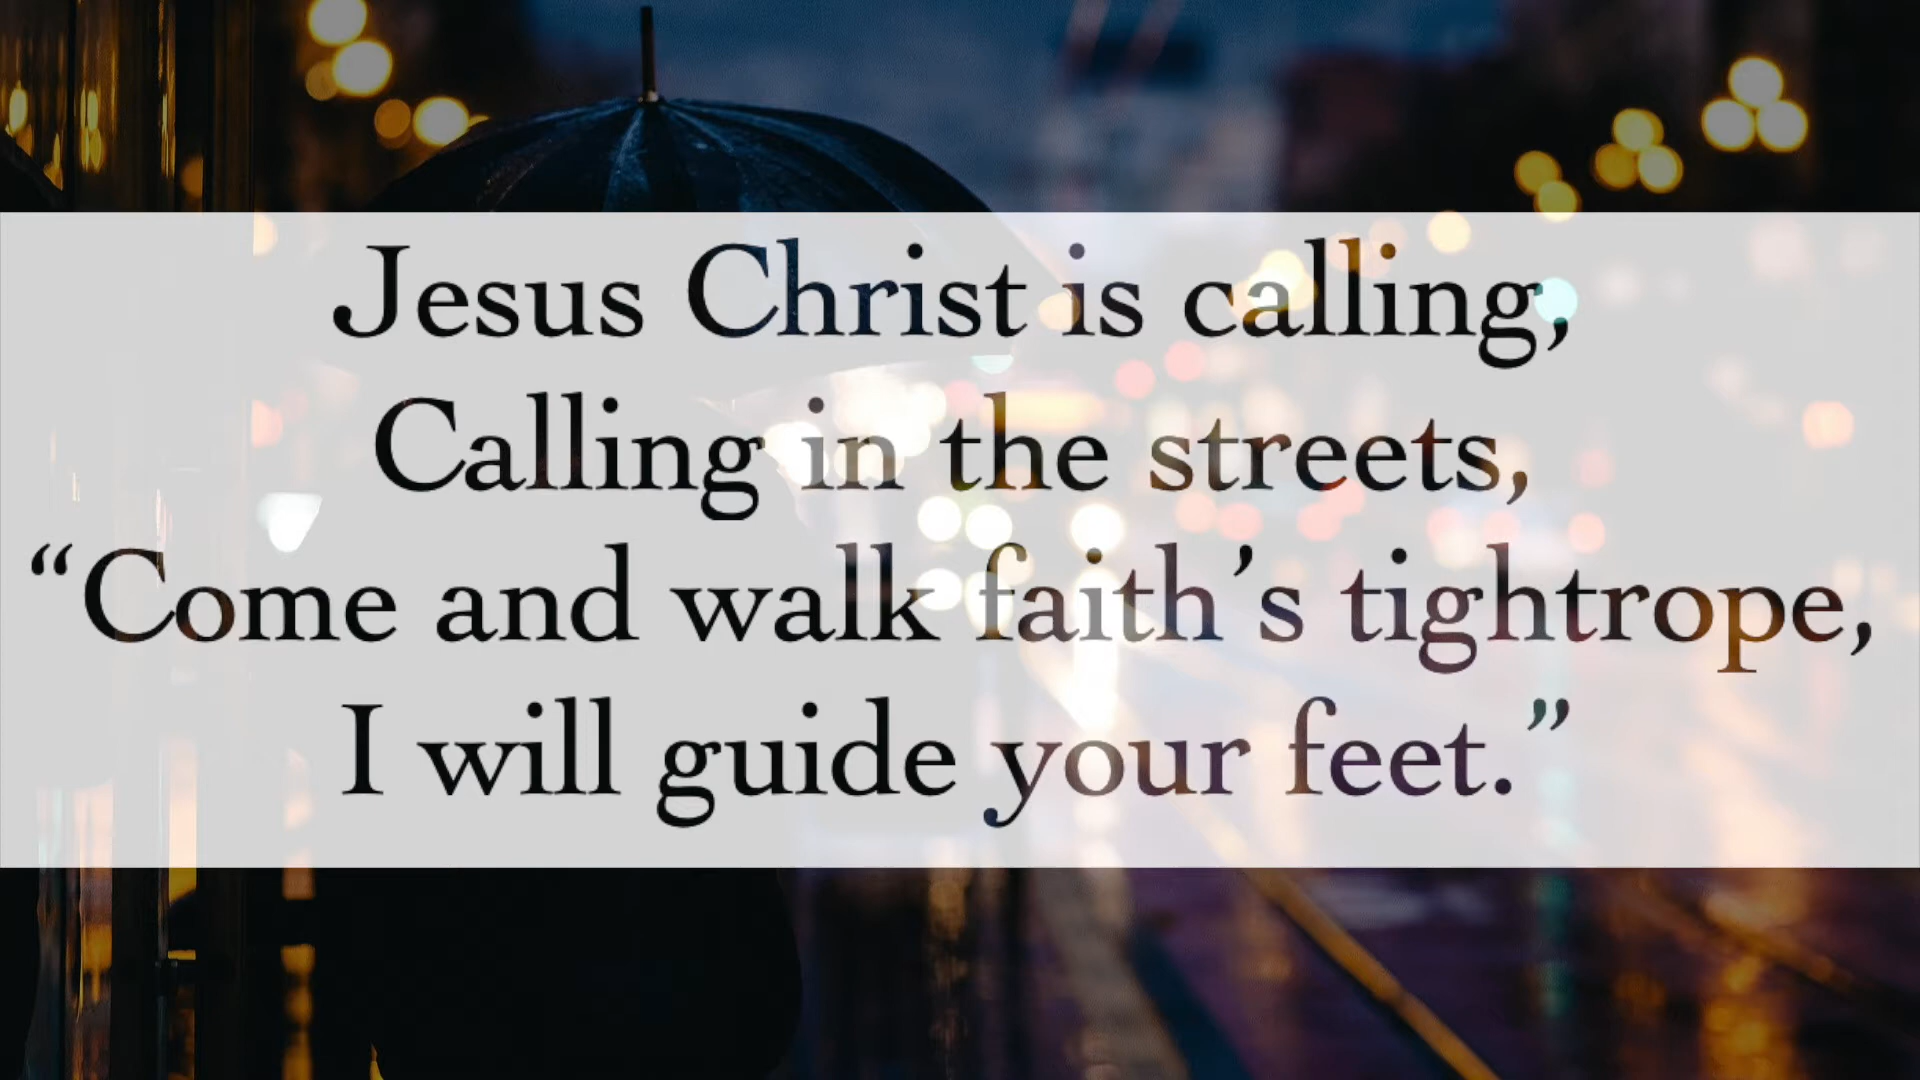 Jesus Christ is calling,
Calling in the streets,
“Come and walk faith’s tightrope,
I will guide your feet.”